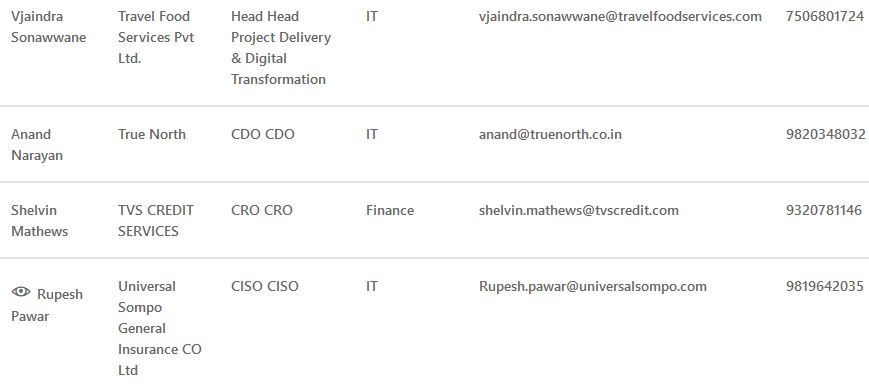 Vjaindra Sonawwane Travel Food Services Pvt Ltd. Head Head Project Delivery & Digital Transformation IT vjaindra.sonawwane@travelfoodservices.com 7506801724
Anand Narayan True North CDO CDO IT anand@truenorth.co.in 9820348032
Shelvin Mathews TVS CREDIT SERVICES CRO CRO Finance shelvin.mathews@tvscredit.com 9320781146
Rupesh Pawar Universal Sompo General Insurance CO Ltd CISO CISO IT Rupesh.pawar@universalsompo.com 9819642035